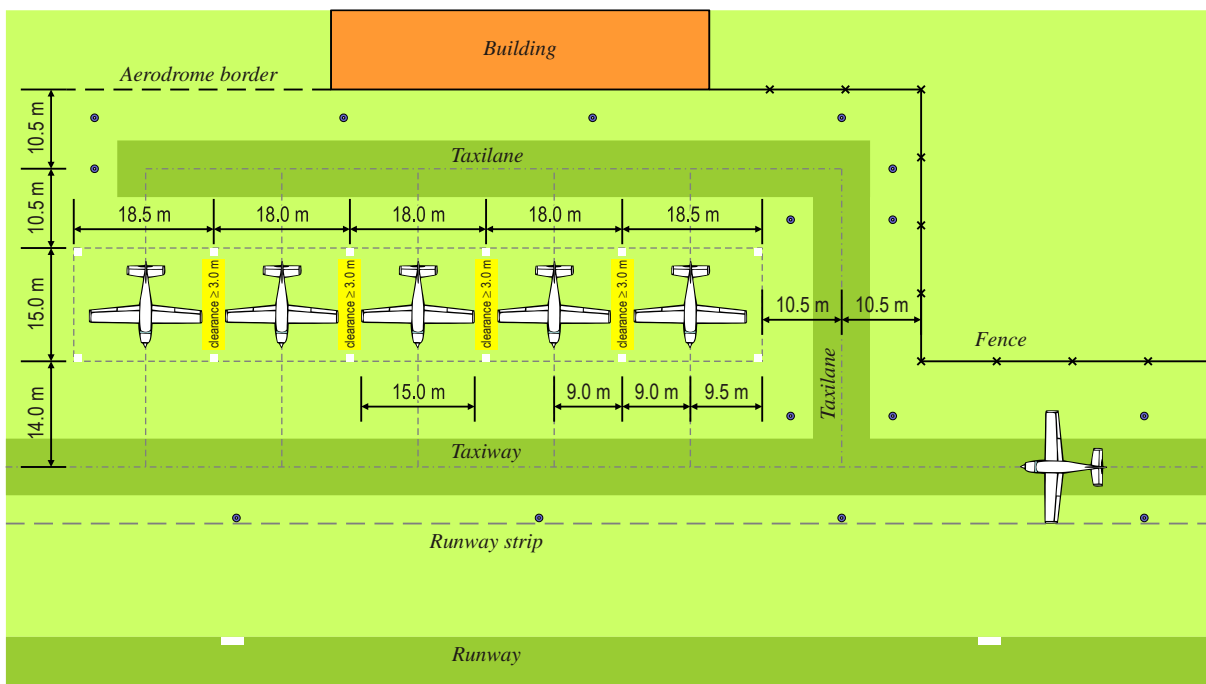 Building
Aerodrome border
10.5 m
Taxilane
10.5 m
18.5 m
18.0 m
18.0 m
18.0 m
18.5 m
15.0 m
clearance ≥ 3.0 m
clearance ≥ 3.0 m
clearance ≥ 3.0 m
clearance ≥ 3.0 m
10.5 m
10.5 m
Fence
14.0 m
15.0 m
9.0 m
9.0 m
9.5 m
Taxilane
Taxiway
Runway strip
Runway